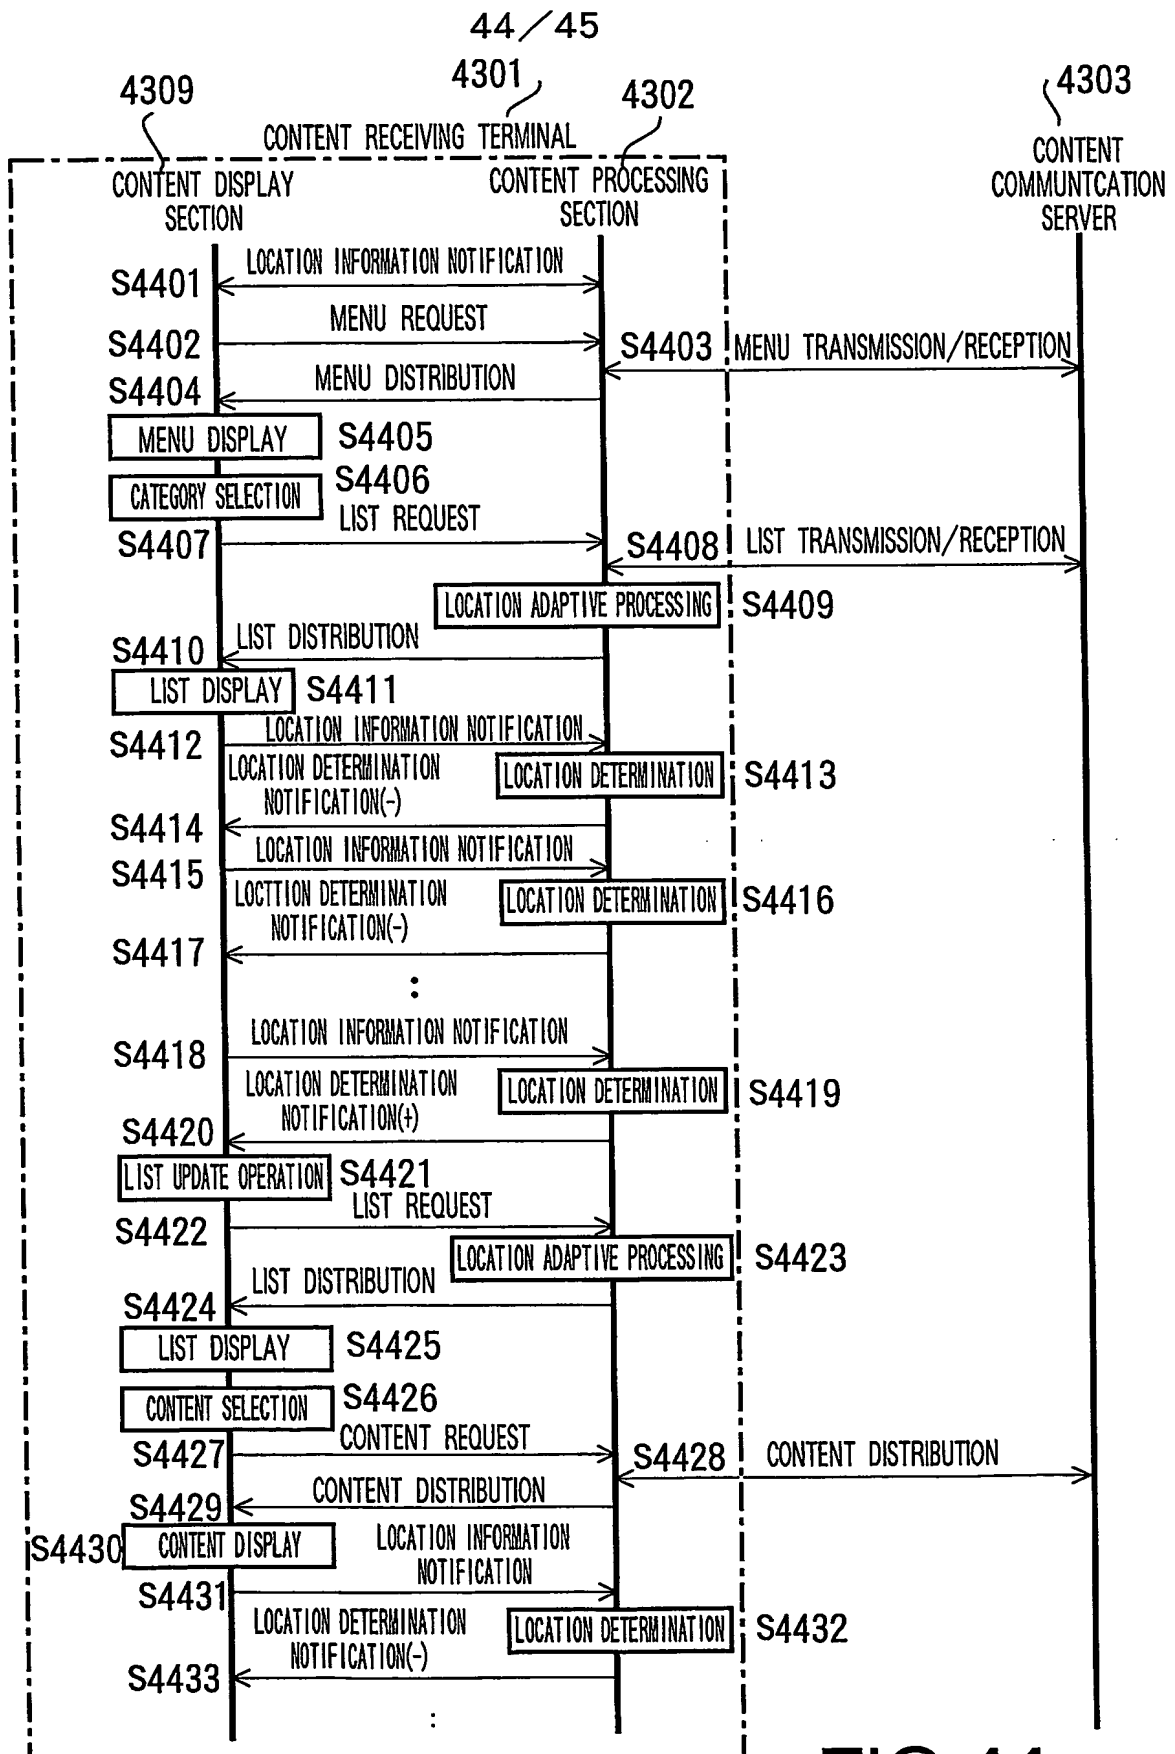 44/45
4309
4301
4302
4303
CONTENT RECEIVING TERMINAL
CONTENT DISPLAY
SECTION
CONTENT PROCESSING
SECTION
CONTENT
COMMUNTCATION
SERVER
LOCATION INFORMATION NOTIFICATION
S4401
MENU REQUEST
S4402
S4403
MENU TRANSMISSION/RECEPTION
MENU DISTRIBUTION
S4404
MENU DISPLAY
S4405
CATEGORY SELECTION
S4406
LIST REQUEST
S4407
S4408
LIST TRANSMISSION/RECEPTION
LOCATION ADAPTIVE PROCESSING
S4409
LIST DISTRIBUTION
S4410
LIST DISPLAY
S4411
LOCATION INFORMATION NOTIFICATION
S4412
LOCATION DETERMINATION
NOTIFICATION(-)
LOCATION DETERMINATION
S4413
S4414
LOCATION INFORMATION NOTIFICATION
S4415
LOCTTION DETERMINATION
NOTIFICATION(-)
LOCATION DETERMINATION
S4416
S4417
:
LOCATION INFORMATION NOTIFICATION
S4418
LOCATION DETERMINATION
NOTIFICATION(+)
LOCATION DETERMINATION
S4419
S4420
LIST UPDATE OPERATION
S4421
LIST REQUEST
S4422
LOCATION ADAPTIVE PROCESSING
S4423
LIST DISTRIBUTION
S4424
LIST DISPLAY
S4425
CONTENT SELECTION
S4426
CONTENT REQUEST
S4427
S4428
CONTENT DISTRIBUTION
CONTENT DISTRIBUTION
S4429
S4430
CONTENT DISPLAY
LOCATION INFORMATION
NOTIFICATION
S4431
LOCATION DETERMINATION
NOTIFICATION(-)
LOCATION DETERMINATION
S4432
S4433
: